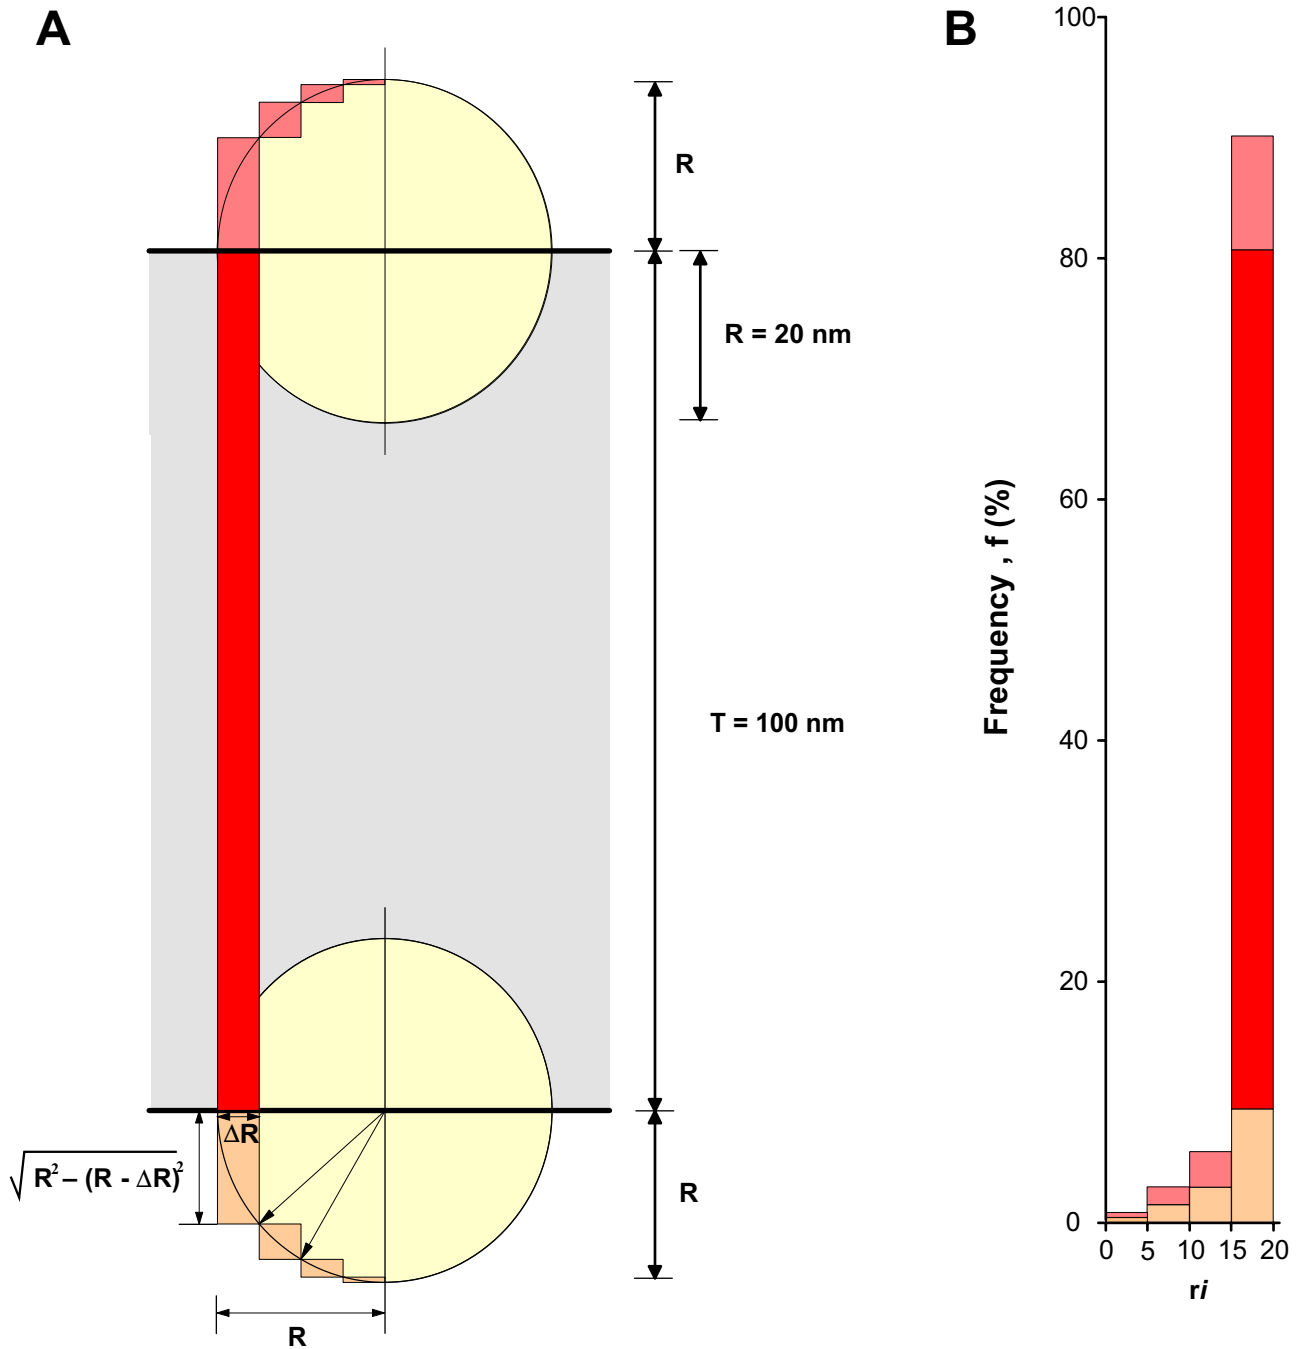 A
R
R = 20 nm
T = 100 nm
ΔR
√R² – (R - ΔR)²
R
R
B
100
80
60
40
20
0
Frequency , f (%)
0 5 10 15 20
ri